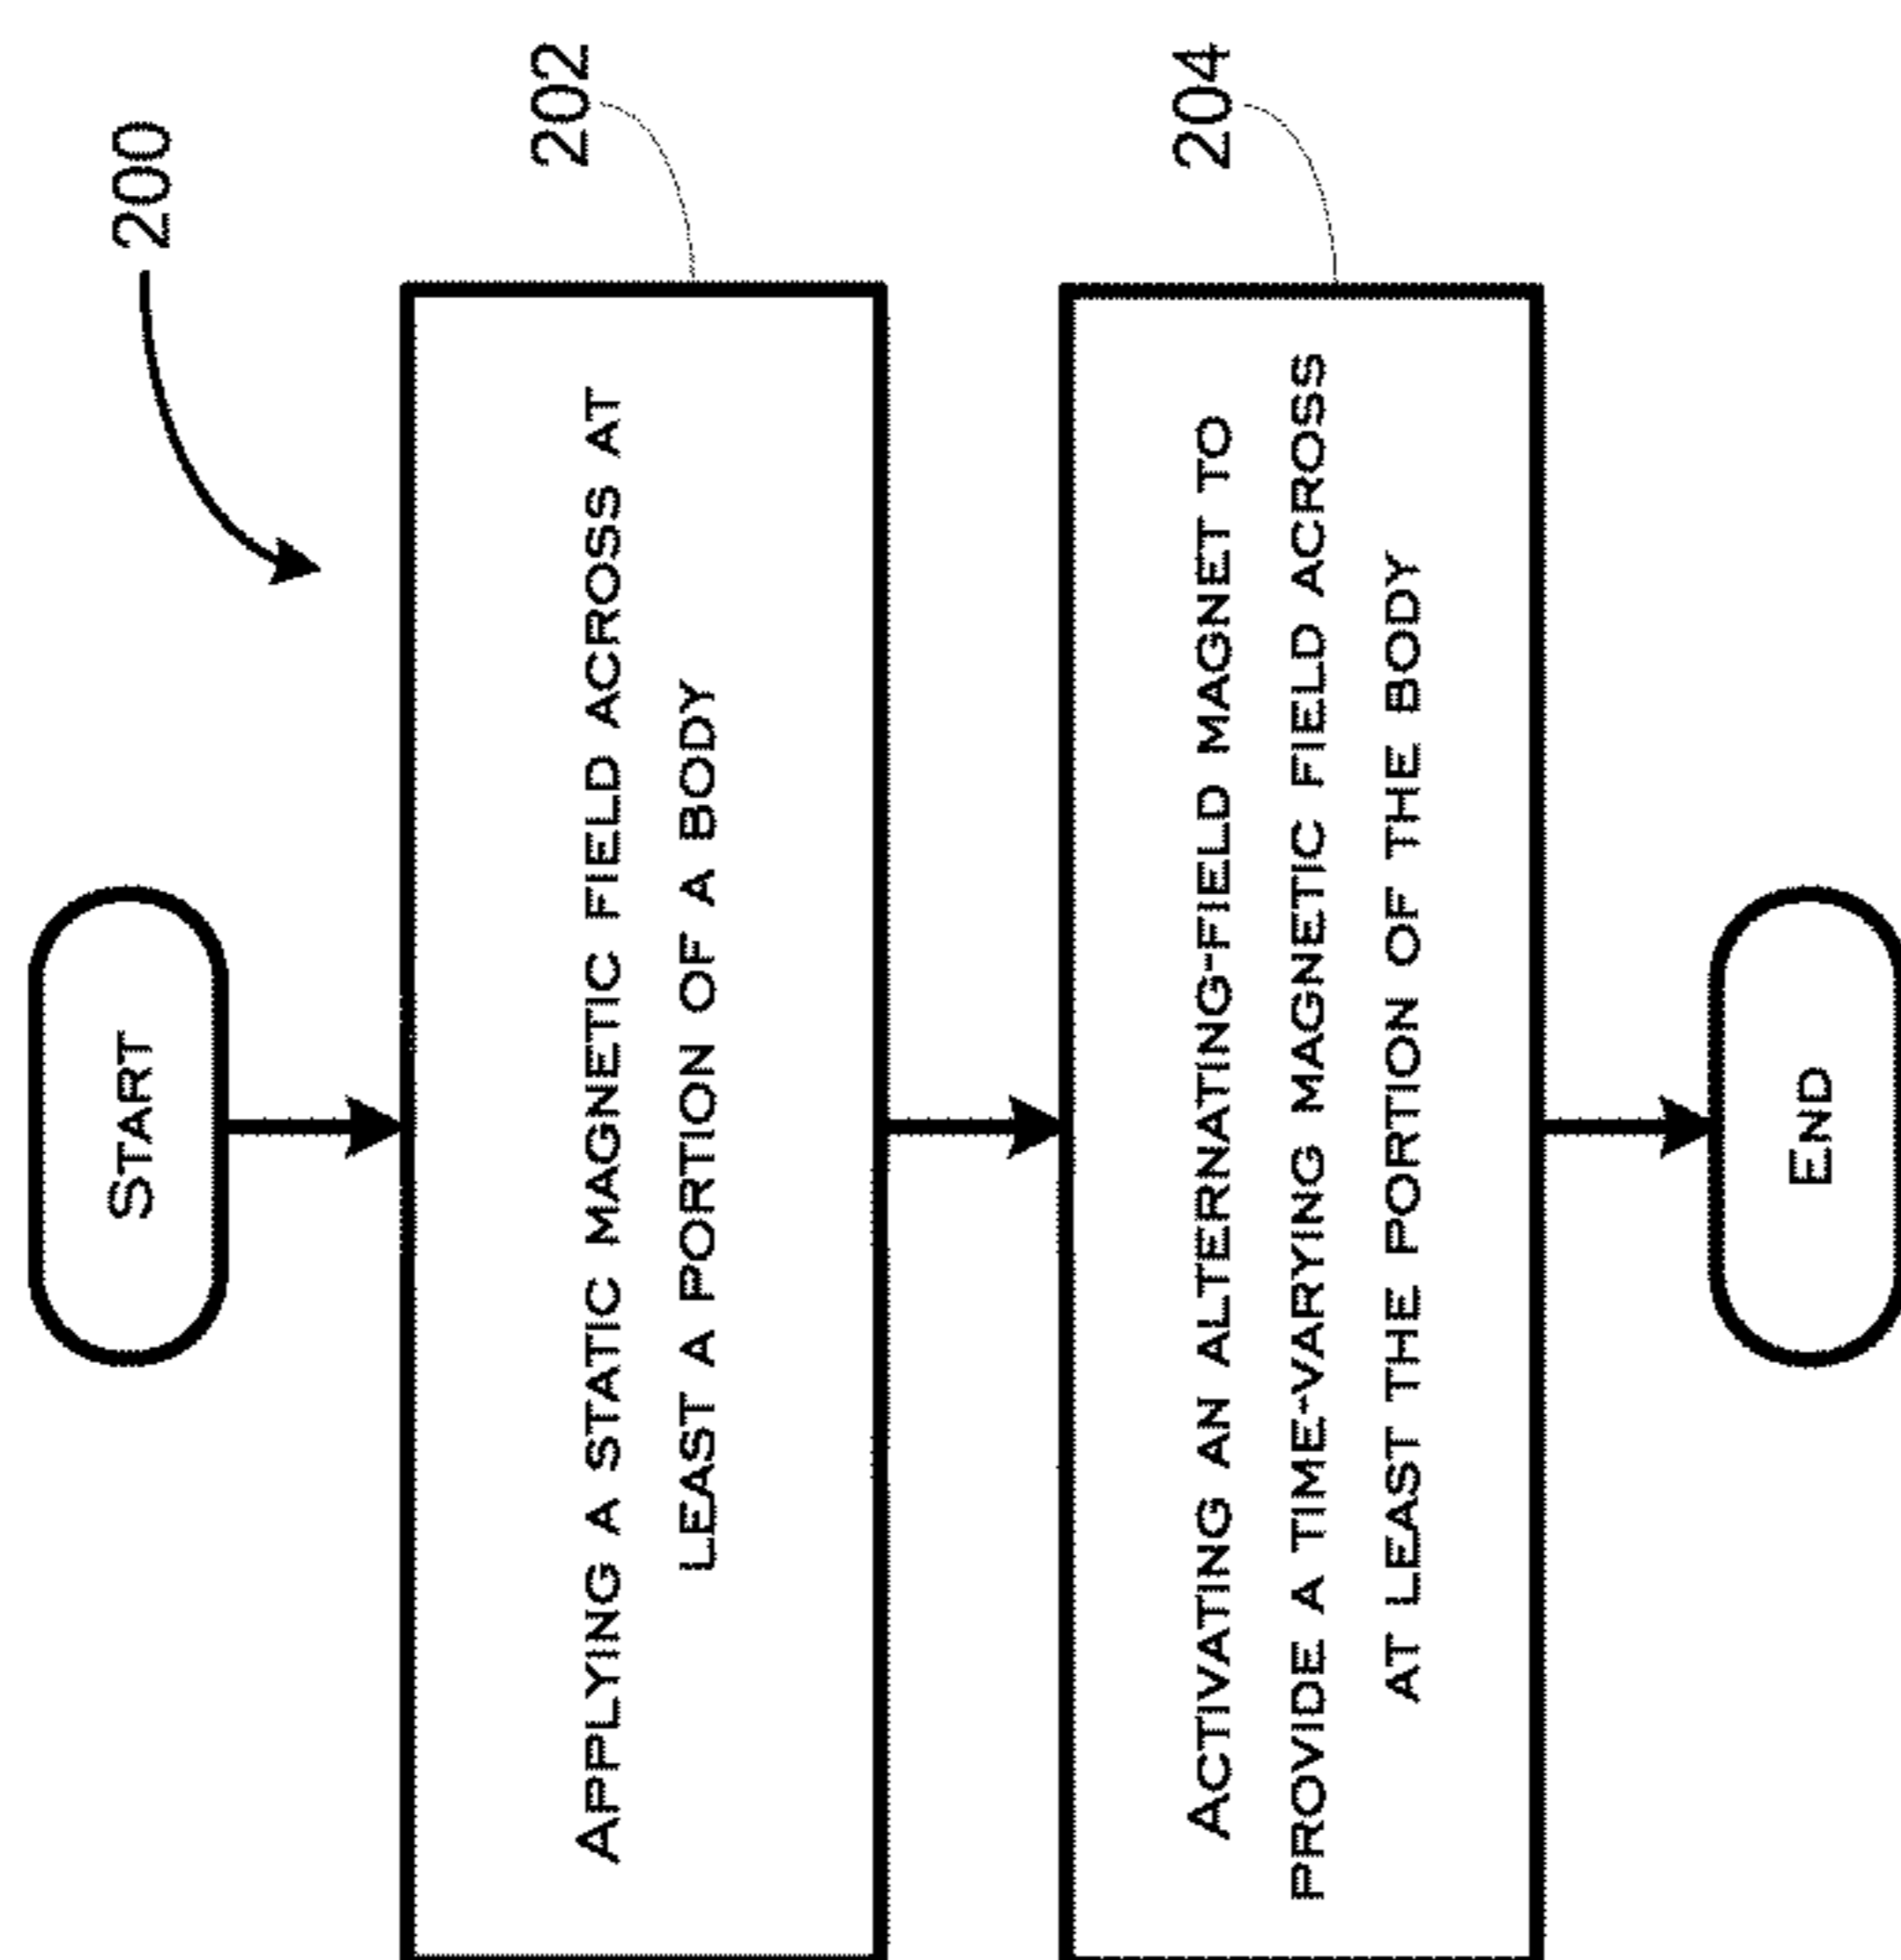 200
START
202
APPLYING A STATIC MAGNETIC FIELD ACROSS AT
LEAST A PORTION OF A BODY
204
ACTIVATING AN ALTERNATING-FIELD MAGNET TO
PROVIDE A TIME-VARYING MAGNETIC FIELD ACROSS
AT LEAST THE PORTION OF THE BODY
END